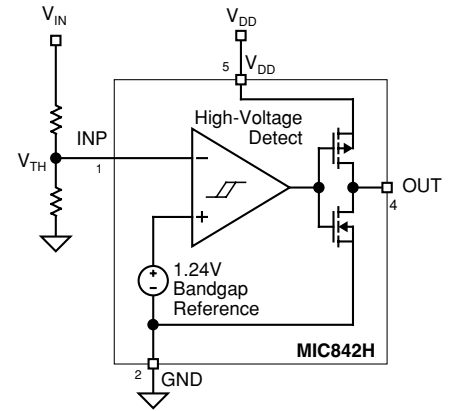 VIN
VDD
5
VDD
High-Voltage
Detect
INP
VTH
1
−
+
OUT
4
+
−
1.24V
Bandgap
Reference
MIC842H
2
GND